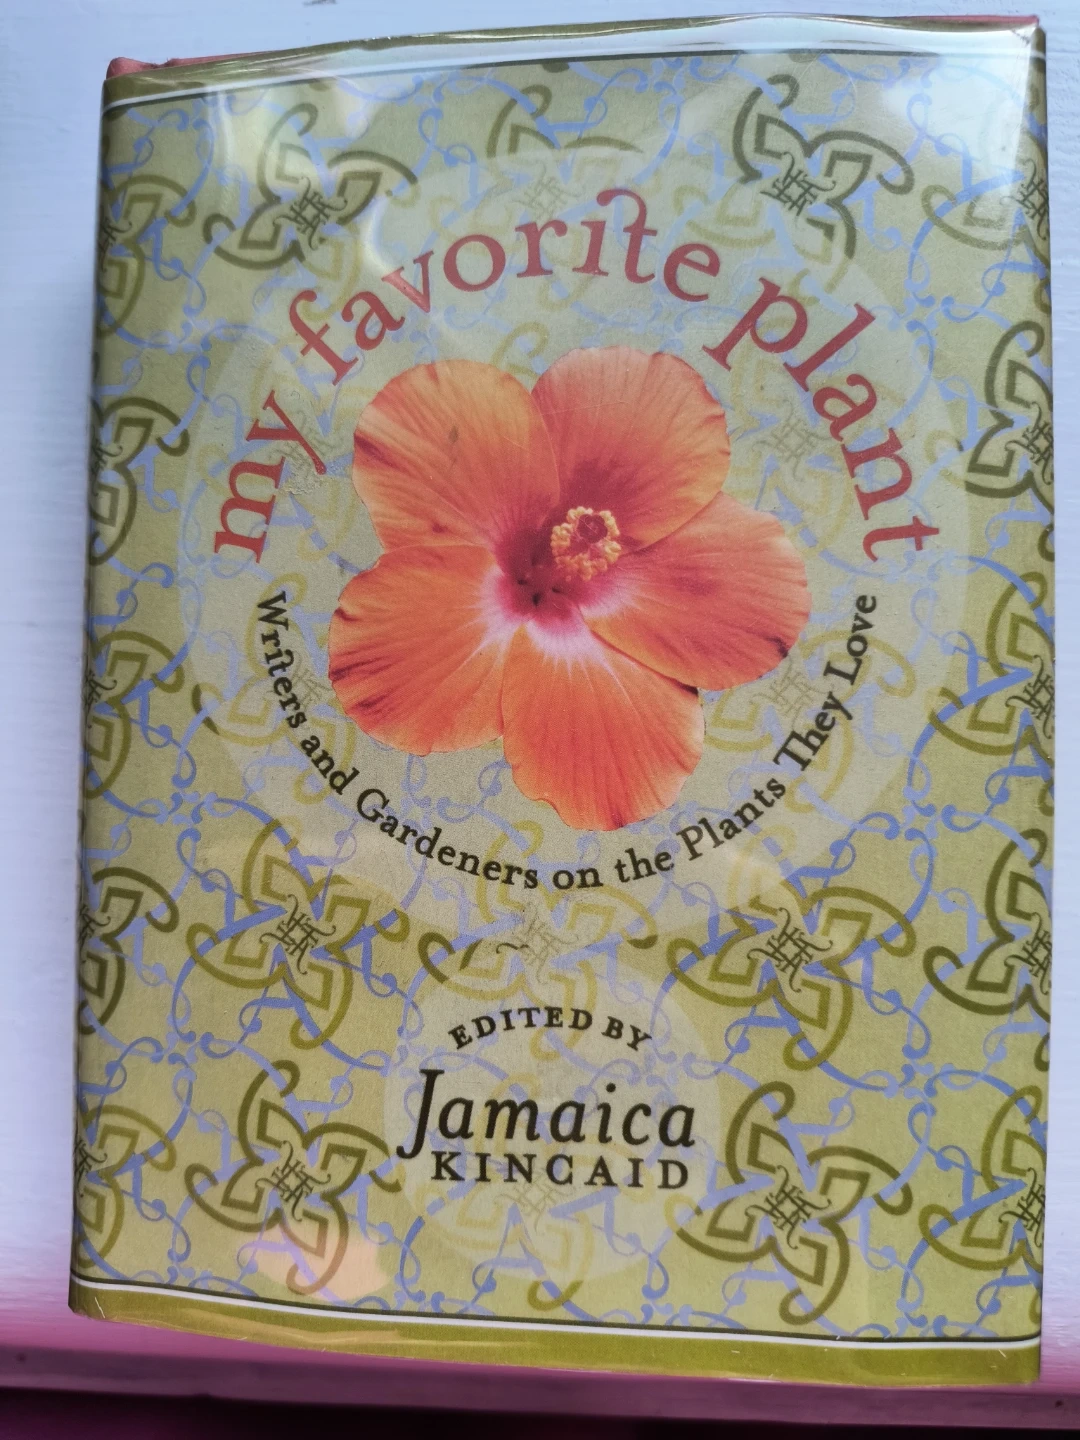 my favorite plant
Writers and Gardeners on the Plants They Love
EDITED BY
Jamaica
KINCAID